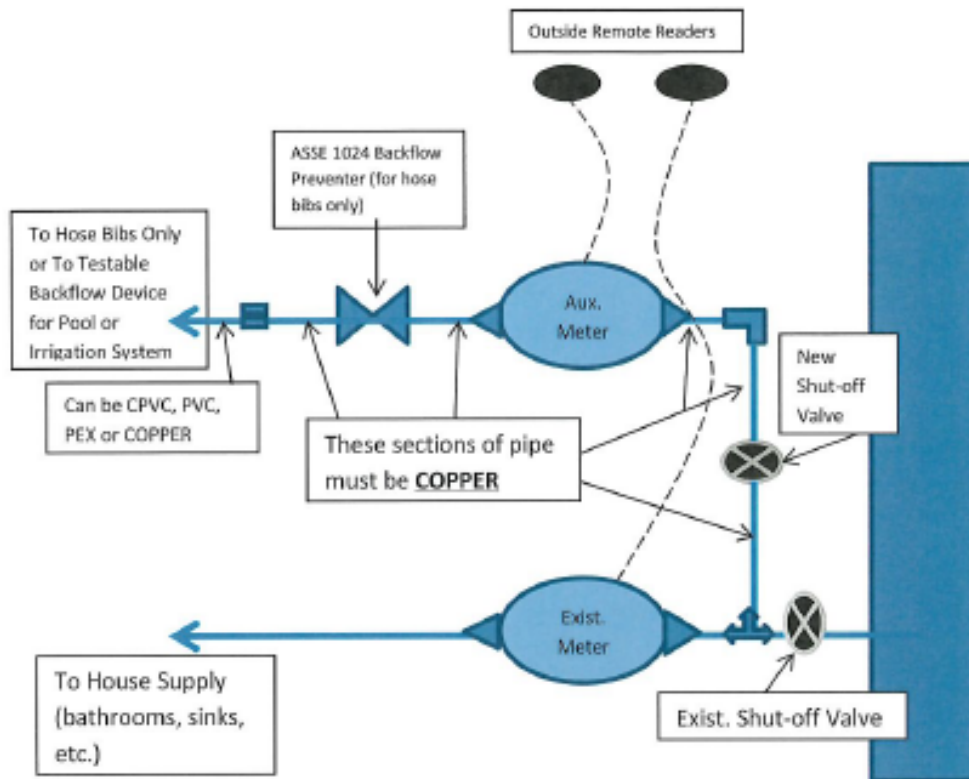 Outside Remote Readers
ASSE 1024 Backflow
Preventer (for hose
bibs only)
To Hose Bibs Only
or To Testable
Backflow Device
for Pool or
Irrigation System
Aux.
Meter
New
Shut-off
Valve
Can be CPVC, PVC,
PEX or COPPER
These sections of pipe
must be COPPER
Exist.
Meter
To House Supply
(bathrooms, sinks,
etc.)
Exist. Shut-off Valve